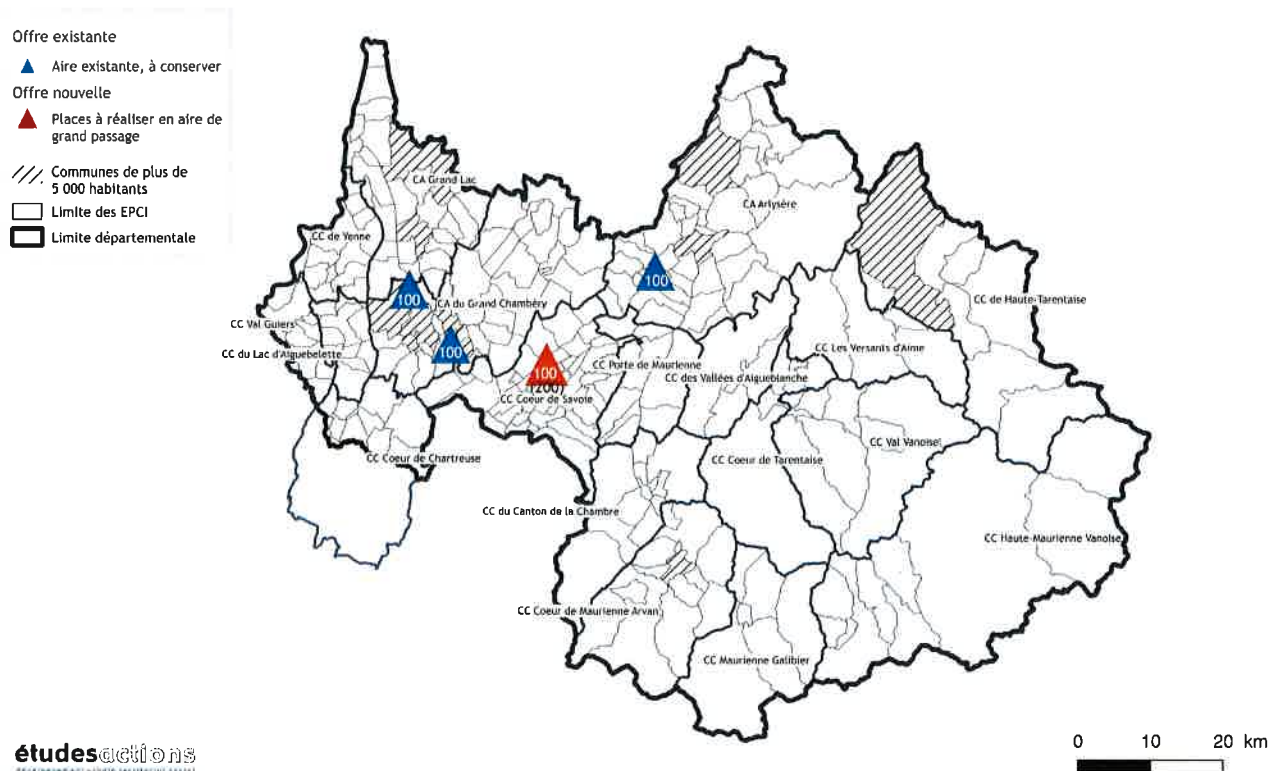 Offre existante
Aire existante, à conserver
Offre nouvelle
Places à réaliser en aire de
grand passage
Communes de plus de
5 000 habitants
Limite des EPCI
Limite départementale
CA Grand Lac
CA Arlysère
CC de Yenne
100
100
CA du Grand Chambéry
CC de Haute-Tarentaise
CC Val Guiers
CC du Lac d'Aiguebelette
100
CC Les Versants d'Aime
CC Porte de Maurienne
100
CC des Vallées d'Aigueblanche
(200)
CC Coeur de Savoie
CC Val Vanoise
CC Coeur de Chartreuse
CC Coeur de Tarentaise
CC du Canton de la Chambre
CC Haute-Maurienne Vanoise
CC Coeur de Maurienne Arvan
CC Maurienne Galibier
étudesactions
0 10 20 km